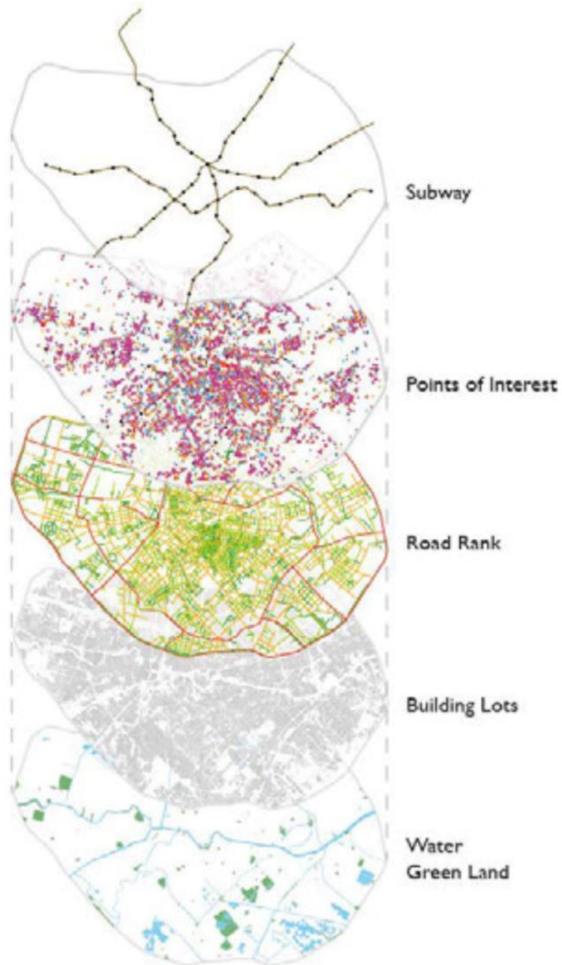 Subway
Points of Interest
Road Rank
Building Lots
Water
Green Land